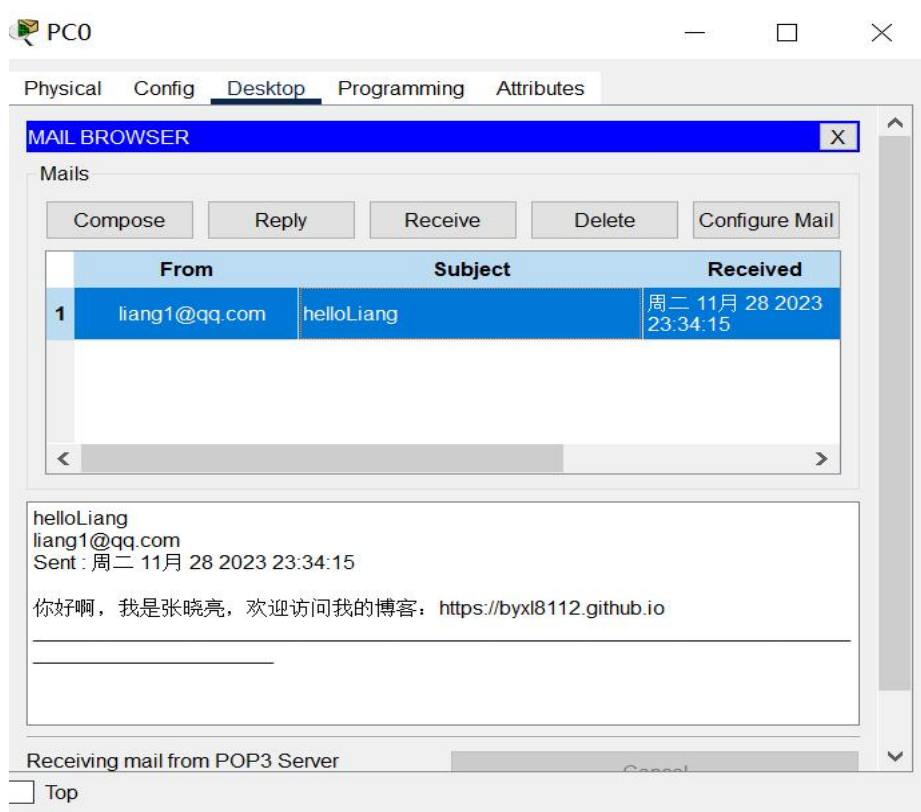 PC0
Physical Config Desktop Programming Attributes
MAIL BROWSER X
Mails
Compose Reply Receive Delete Configure Mail
From Subject Received
1 liang1@qq.com helloLiang 周二 11月 28 2023
23:34:15
helloLiang
liang1@qq.com
Sent : 周二 11月 28 2023 23:34:15
你好啊，我是张晓亮，欢迎访问我的博客：https://byxl8112.github.io
Receiving mail from POP3 Server
Cancel
Top